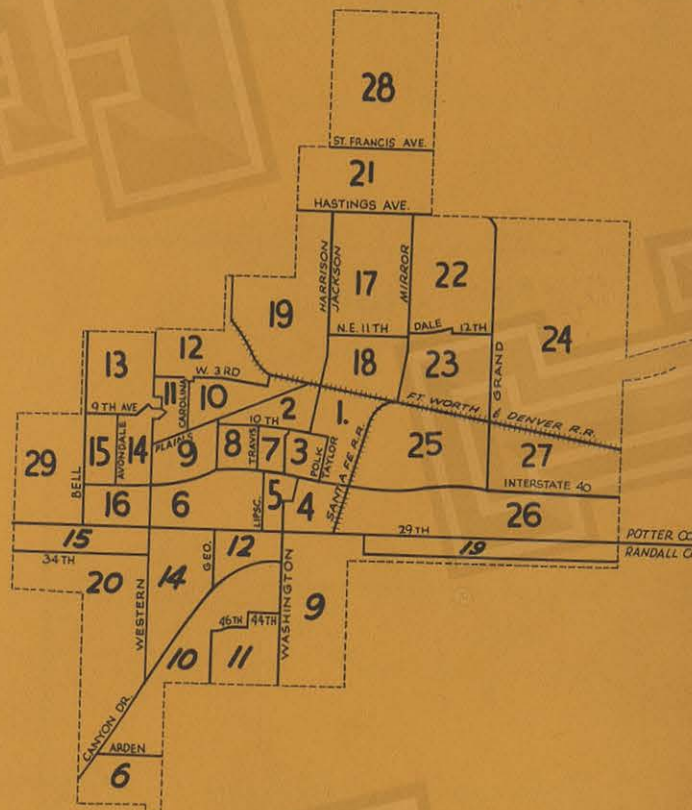 28
ST. FRANCIS AVE.
21
HASTINGS AVE.
HARRISON
JACKSON
17
MIRROR
22
19
N.E. 11TH
DALE 12TH
24
13
12
W. 3RD
18
23
GRAND
11
CAROLINA
10
9TH AVE
2
10TH
1.
FT. WORTH & DENVER R.R.
29
BELL
15
AVONDALE
14
PLAINS
9
8
TRAVIS
7
3
POLK
TAYLOR
SANTA FE R.R.
25
27
INTERSTATE 40
16
6
LIPSC.
5
4
26
29TH
POTTER CO
RANDALL C
15
34TH
12
19
20
14
GEO.
WESTERN
WASHINGTON
9
46TH
44TH
10
11
CANYON DR.
ARDEN
6